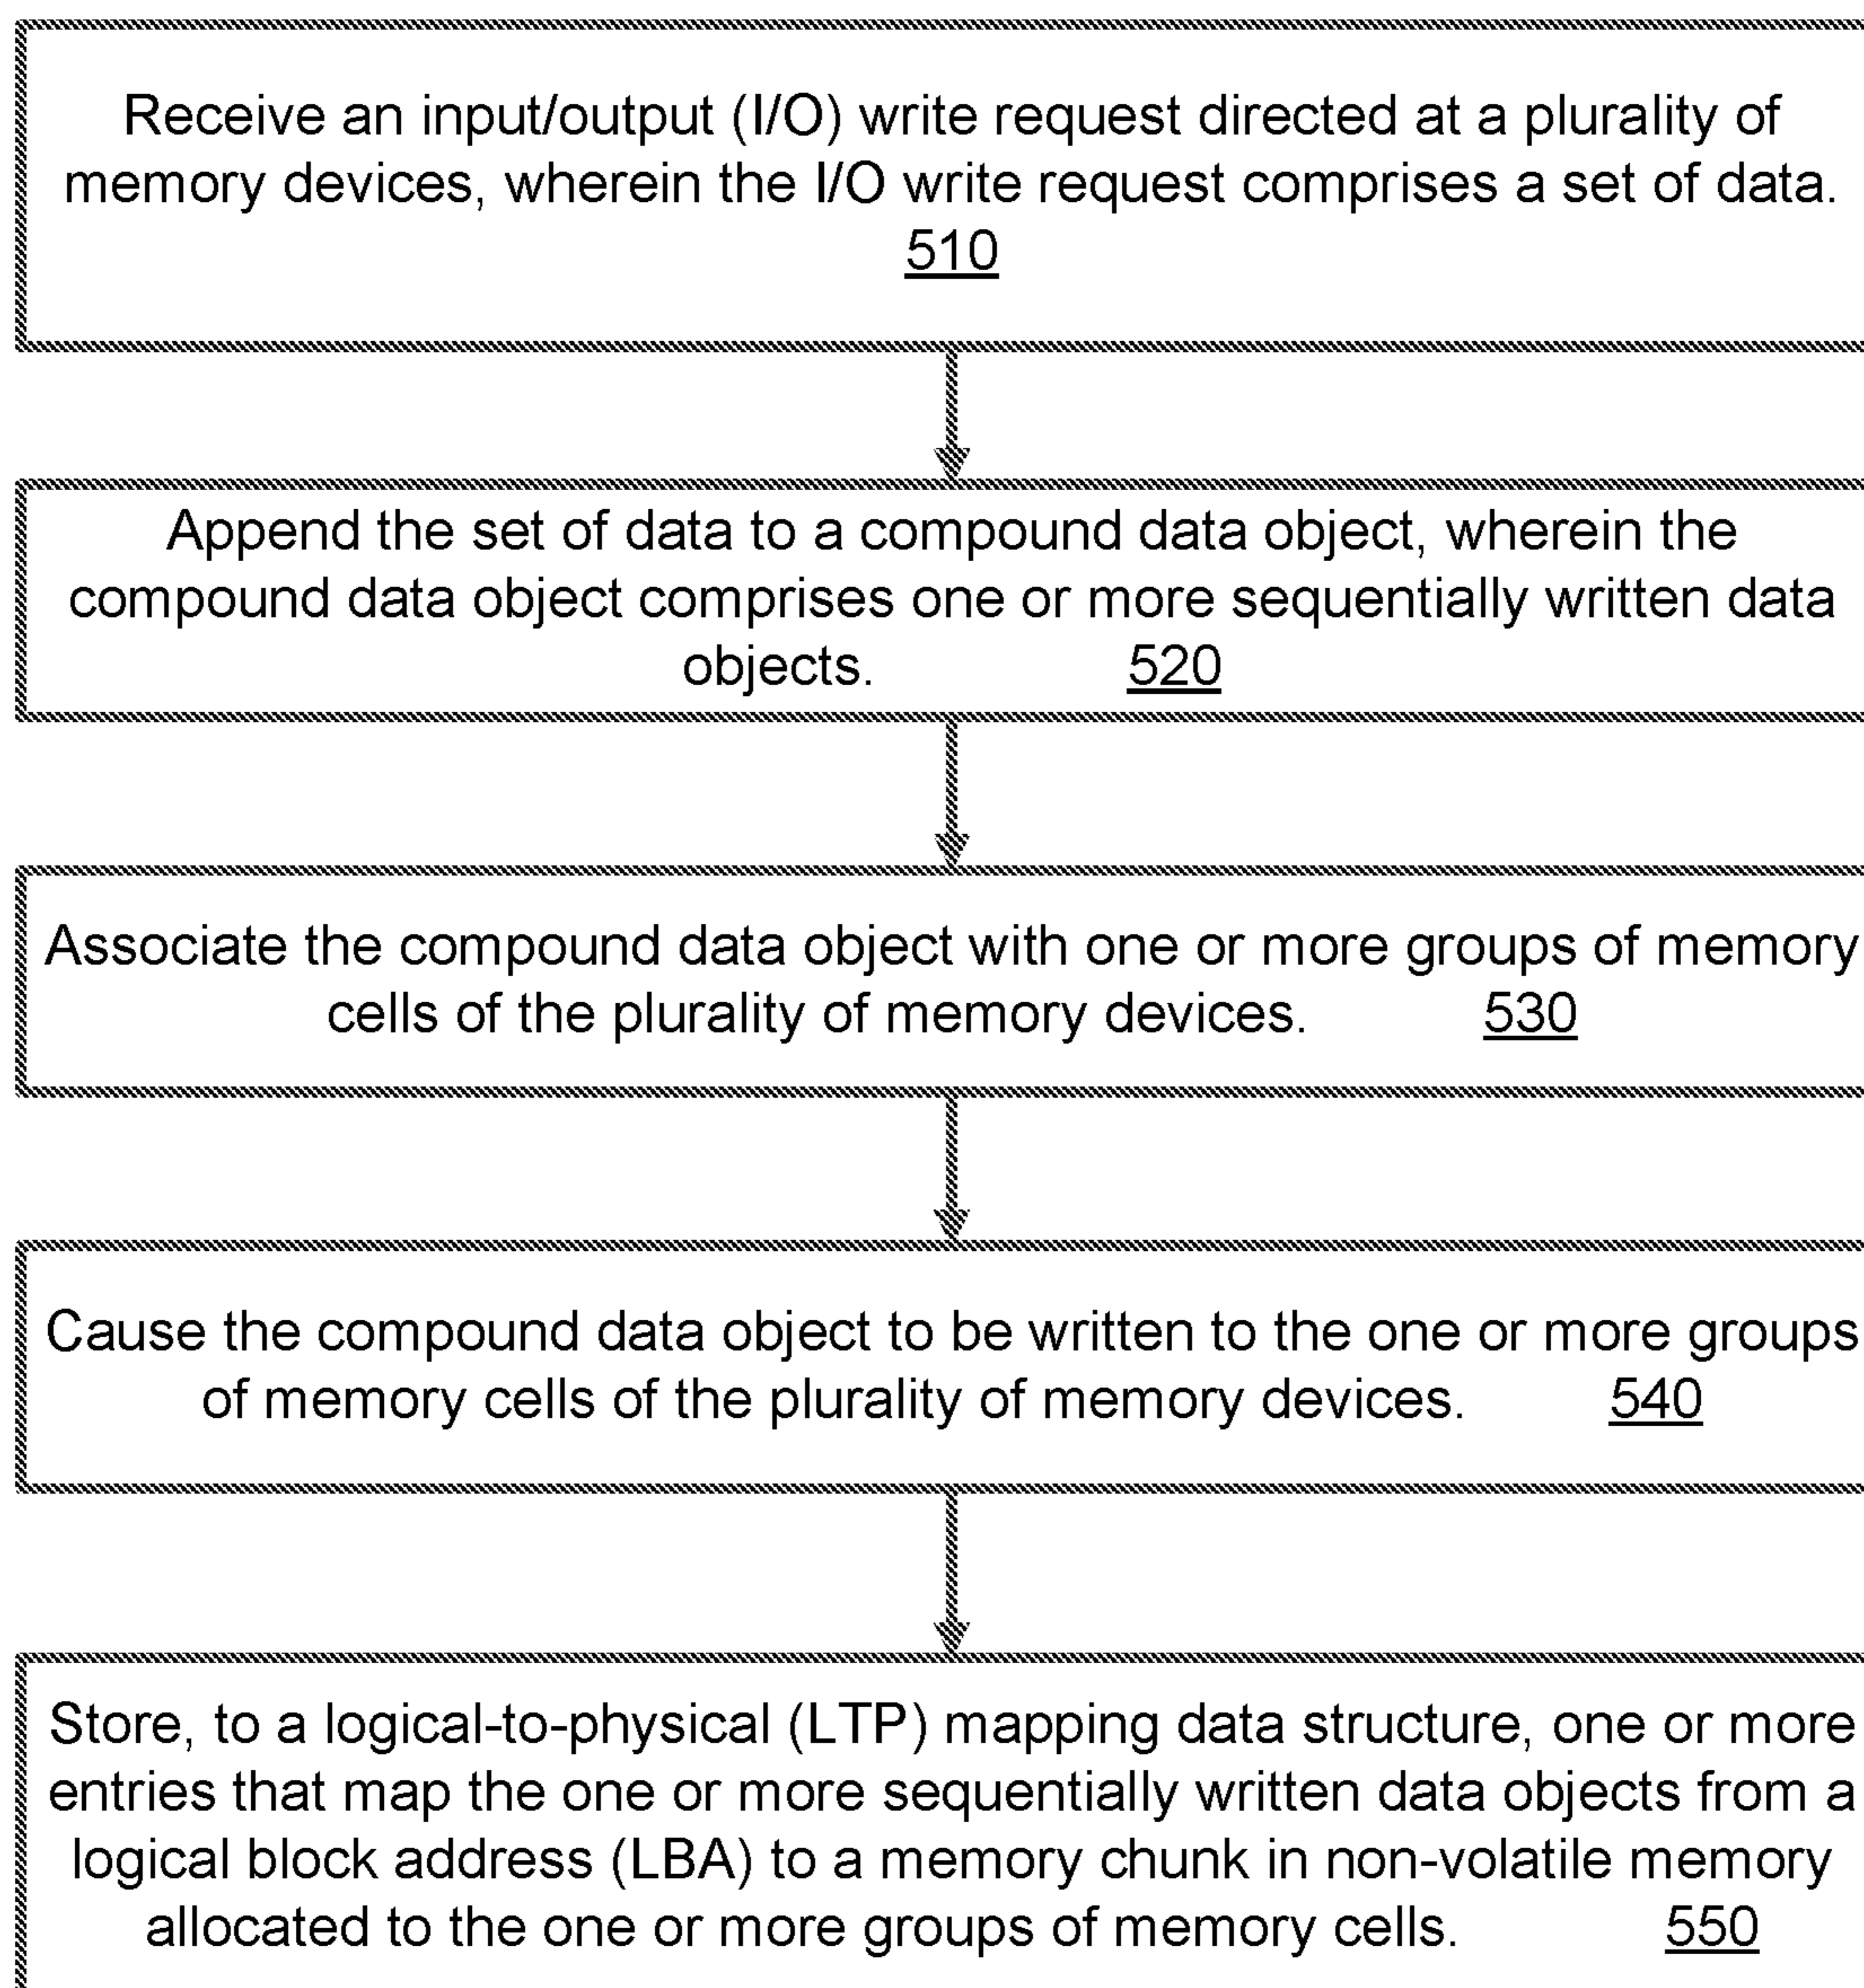 Receive an input/output (I/O) write request directed at a plurality of
memory devices, wherein the I/O write request comprises a set of data.
510
Append the set of data to a compound data object, wherein the
compound data object comprises one or more sequentially written data
objects. 520
Associate the compound data object with one or more groups of memory
cells of the plurality of memory devices. 530
Cause the compound data object to be written to the one or more groups
of memory cells of the plurality of memory devices. 540
Store, to a logical-to-physical (LTP) mapping data structure, one or more
entries that map the one or more sequentially written data objects from a
logical block address (LBA) to a memory chunk in non-volatile memory
allocated to the one or more groups of memory cells. 550